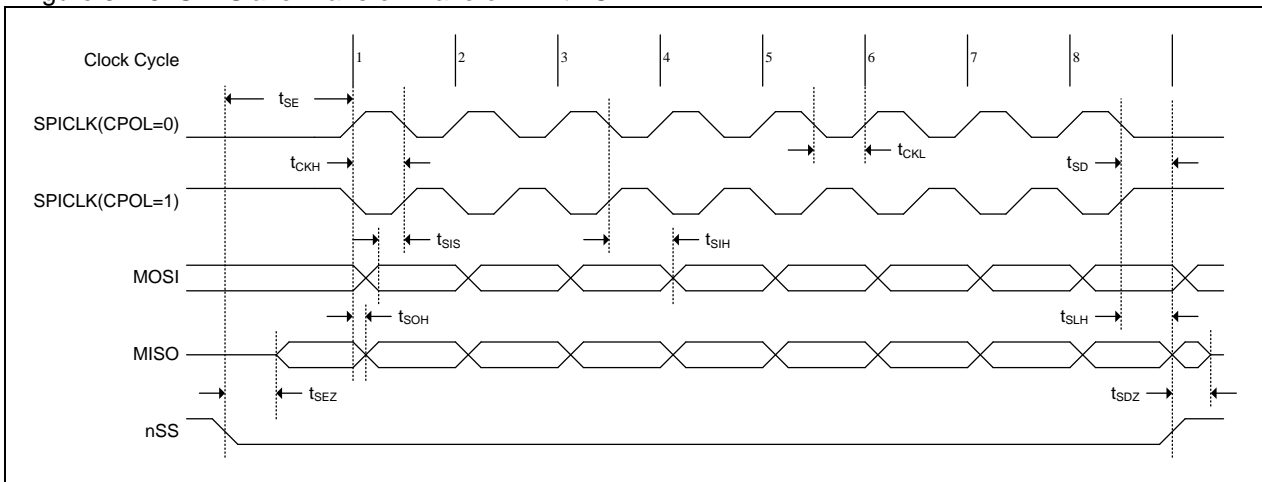 Clock Cycle
1 2 3 4 5 6 7 8
tSE
SPICLK(CPOL=0)
tCKH
tCKL
tSD
SPICLK(CPOL=1)
tSIS
tSIH
MOSI
tSOH
tSLH
MISO
tSEZ
tSDZ
nSS